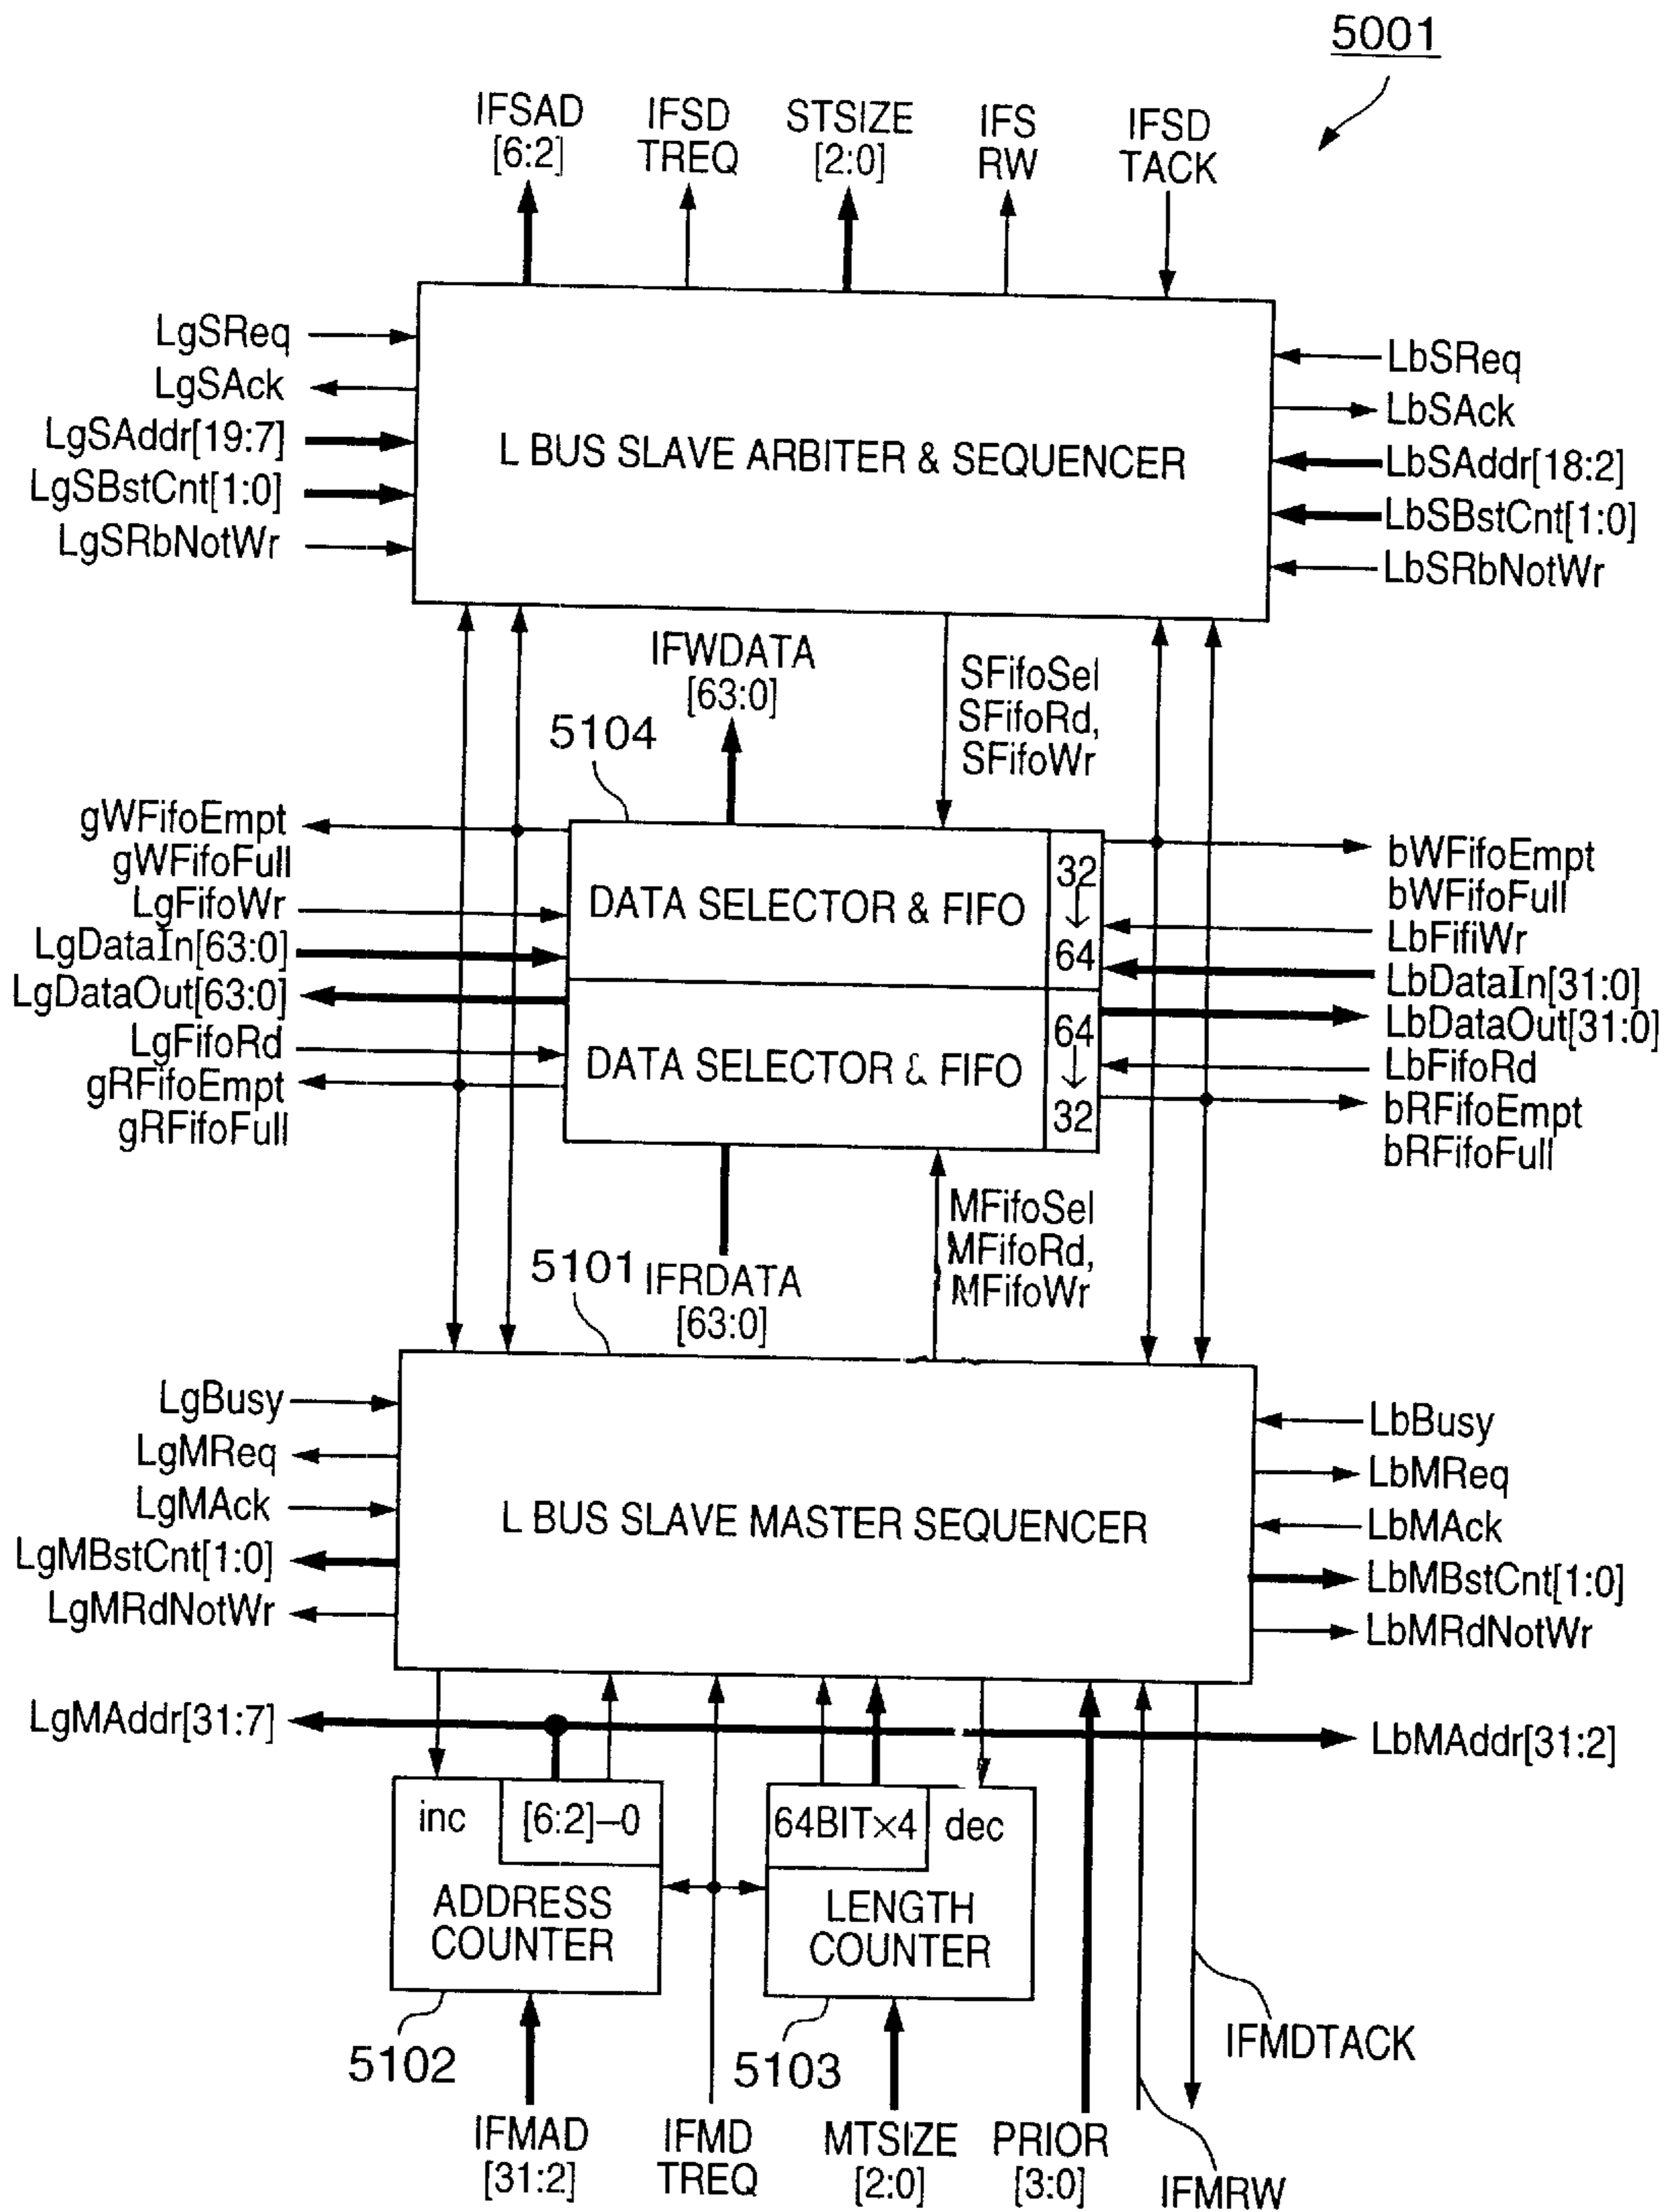 5001
IFSAD
[6:2]
IFSD
TREQ
STSIZE
[2:0]
IFS
RW
IFSD
TACK
LgSReq
LgSAck
LgSAddr[19:7]
LgSBstCnt[1:0]
LgSRbNotWr
L BUS SLAVE ARBITER & SEQUENCER
LbSReq
LbSAck
LbSAddr[18:2]
LbSBstCnt[1:0]
LbSRbNotWr
IFWDATA
[63:0]
SFifoSel
SFifoRd,
SFifoWr
5104
gWFifoEmpt
gWFifoFull
LgFifoWr
LgDataIn[63:0]
LgDataOut[63:0]
LgFifoRd
gRFifoEmpt
gRFifoFull
DATA SELECTOR & FIFO
32
↓
64
DATA SELECTOR & FIFO
64
↓
32
bWFifoEmpt
bWFifoFull
LbFifiWr
LbDataIn[31:0]
LbDataOut[31:0]
LbFifoRd
bRFifoEmpt
bRFifoFull
5101
IFRDATA
[63:0]
MFifoSel
MFifoRd,
MFifoWr
LgBusy
LgMReq
LgMAck
LgMBstCnt[1:0]
LgMRdNotWr
L BUS SLAVE MASTER SEQUENCER
LbBusy
LbMReq
LbMAck
LbMBstCnt[1:0]
LbMRdNotWr
LgMAddr[31:7]
LbMAddr[31:2]
inc
[6:2]–0
ADDRESS
COUNTER
64BIT×4
dec
LENGTH
COUNTER
5102
5103
IFMDTACK
IFMAD
[31:2]
IFMD
TREQ
MTSIZE
[2:0]
PRIOR
[3:0]
IFMRW